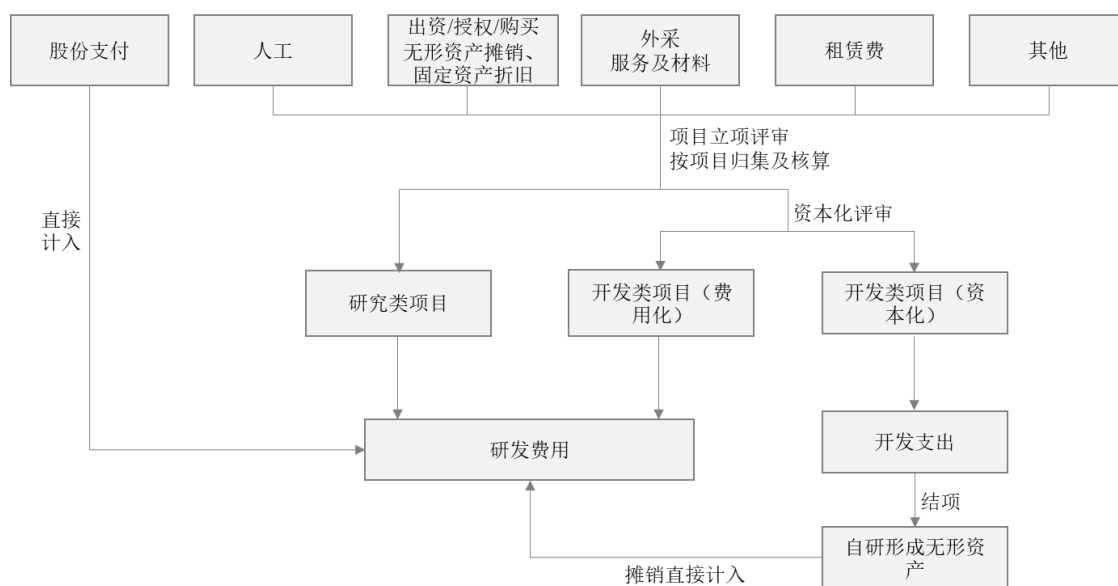 股份支付
人工
出资/授权/购买
无形资产摊销、
固定资产折旧
外采
服务及材料
租赁费
其他
项目立项评审
按项目归集及核算
直接
计入
资本化评审
研究类项目
开发类项目（费
用化）
开发类项目（资
本化）
研发费用
开发支出
结项
自研形成无形资
产
摊销直接计入